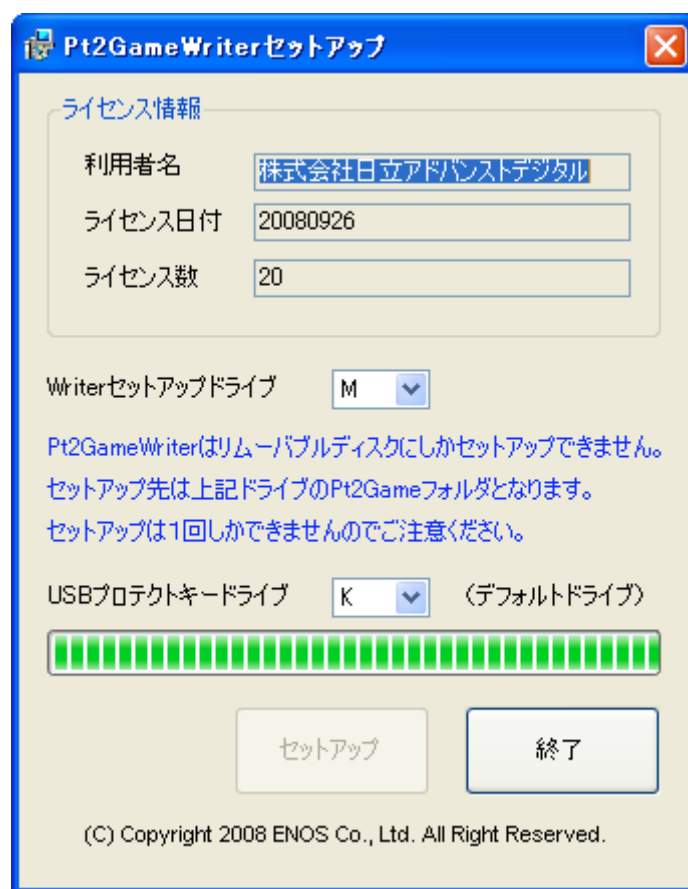 Pt2GameWriterセットアップ
ライセンス情報
利用者名 株式会社日立アドバンストデジタル
ライセンス日付 20080926
ライセンス数 20
Writerセットアップドライブ M
Pt2GameWriterはリムーバブルディスクにしかセットアップできません。
セットアップ先は上記ドライブのPt2Gameフォルダとなります。
セットアップは1回しかできませんのでご注意ください。
USBプロテクトキードライブ K （デフォルトドライブ）
セットアップ 終了
(C) Copyright 2008 ENOS Co., Ltd. All Right Reserved.